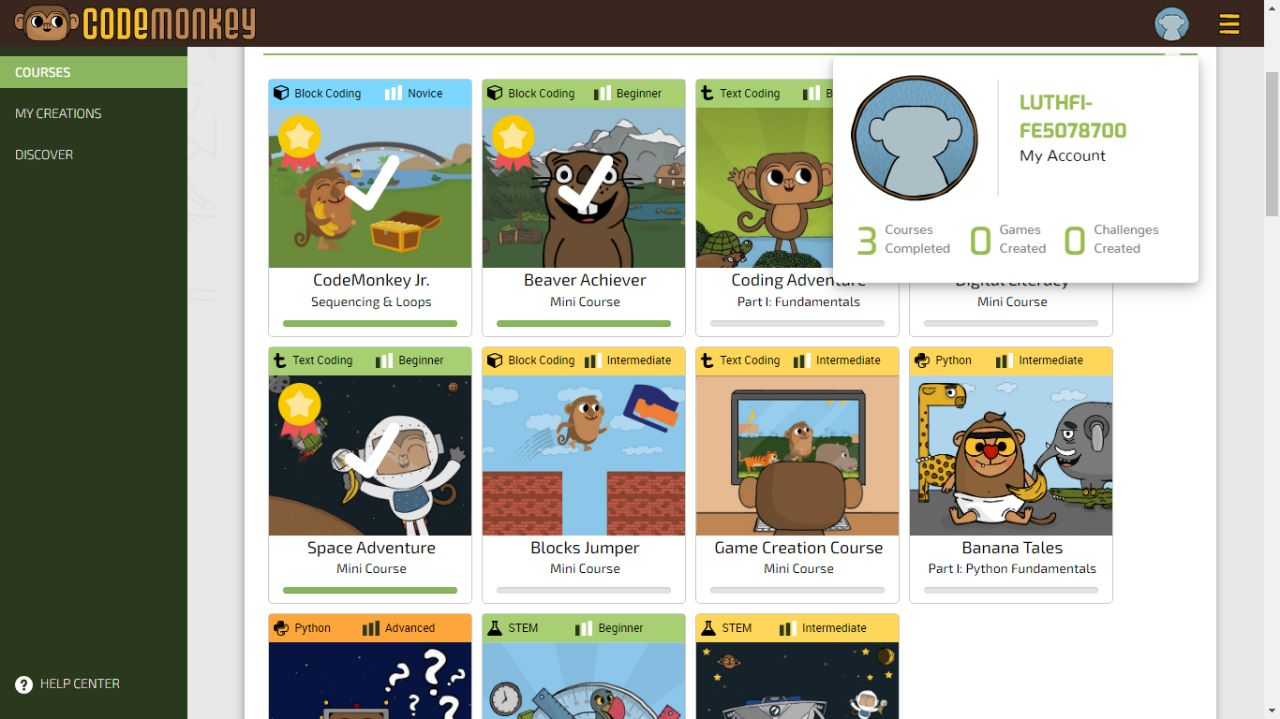 CODEMONKEY
COURSES
MY CREATIONS
DISCOVER
HELP CENTER
LUTHFI-
FE5078700
My Account
3 Courses Completed
0 Games Created
0 Challenges Created
Block Coding Novice
CodeMonkey Jr.
Sequencing & Loops
Block Coding Beginner
Beaver Achiever
Mini Course
Text Coding B
Coding Adventure
Part I: Fundamentals
Digital Literacy
Mini Course
Text Coding Beginner
Space Adventure
Mini Course
Block Coding Intermediate
Blocks Jumper
Mini Course
Text Coding Intermediate
Game Creation Course
Mini Course
Python Intermediate
Banana Tales
Part I: Python Fundamentals
Python Advanced
? ? ? ?
STEM Beginner
STEM Intermediate